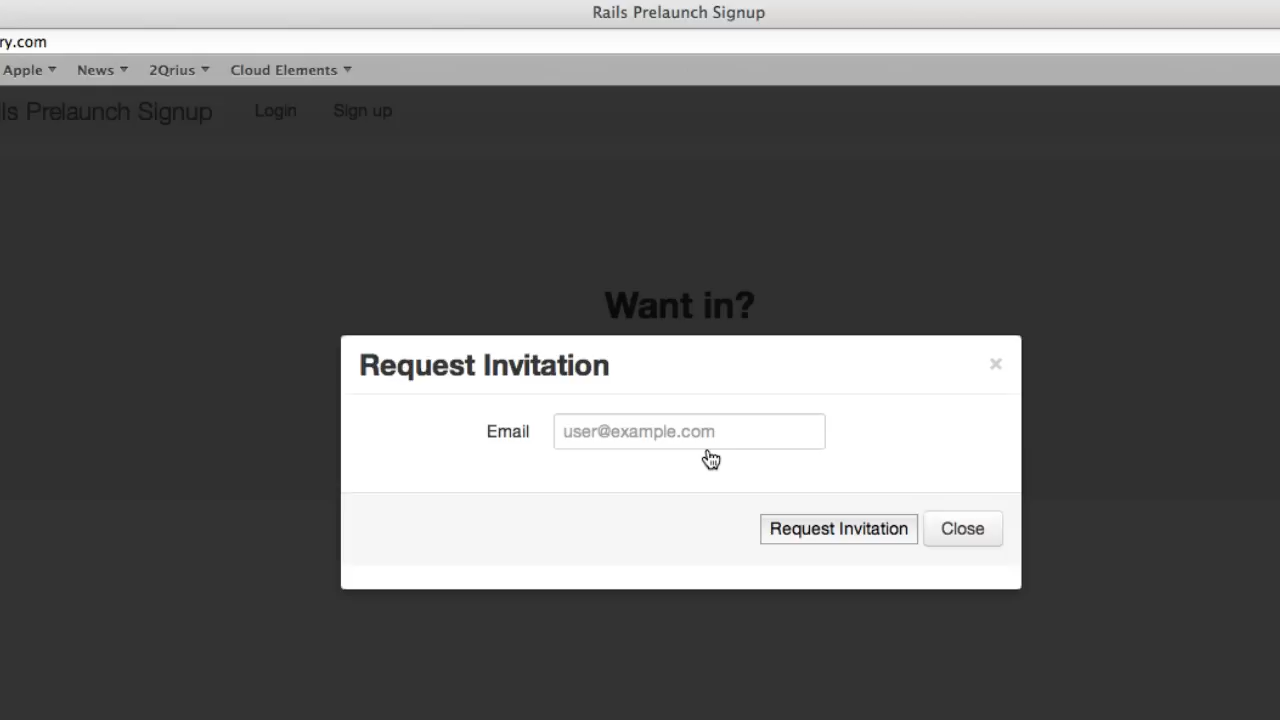 Rails Prelaunch Signup
ry.com
Apple News 2Qrius Cloud Elements
ls Prelaunch Signup Login Sign up
Want in?
Request Invitation ×
Email user@example.com
Request Invitation Close